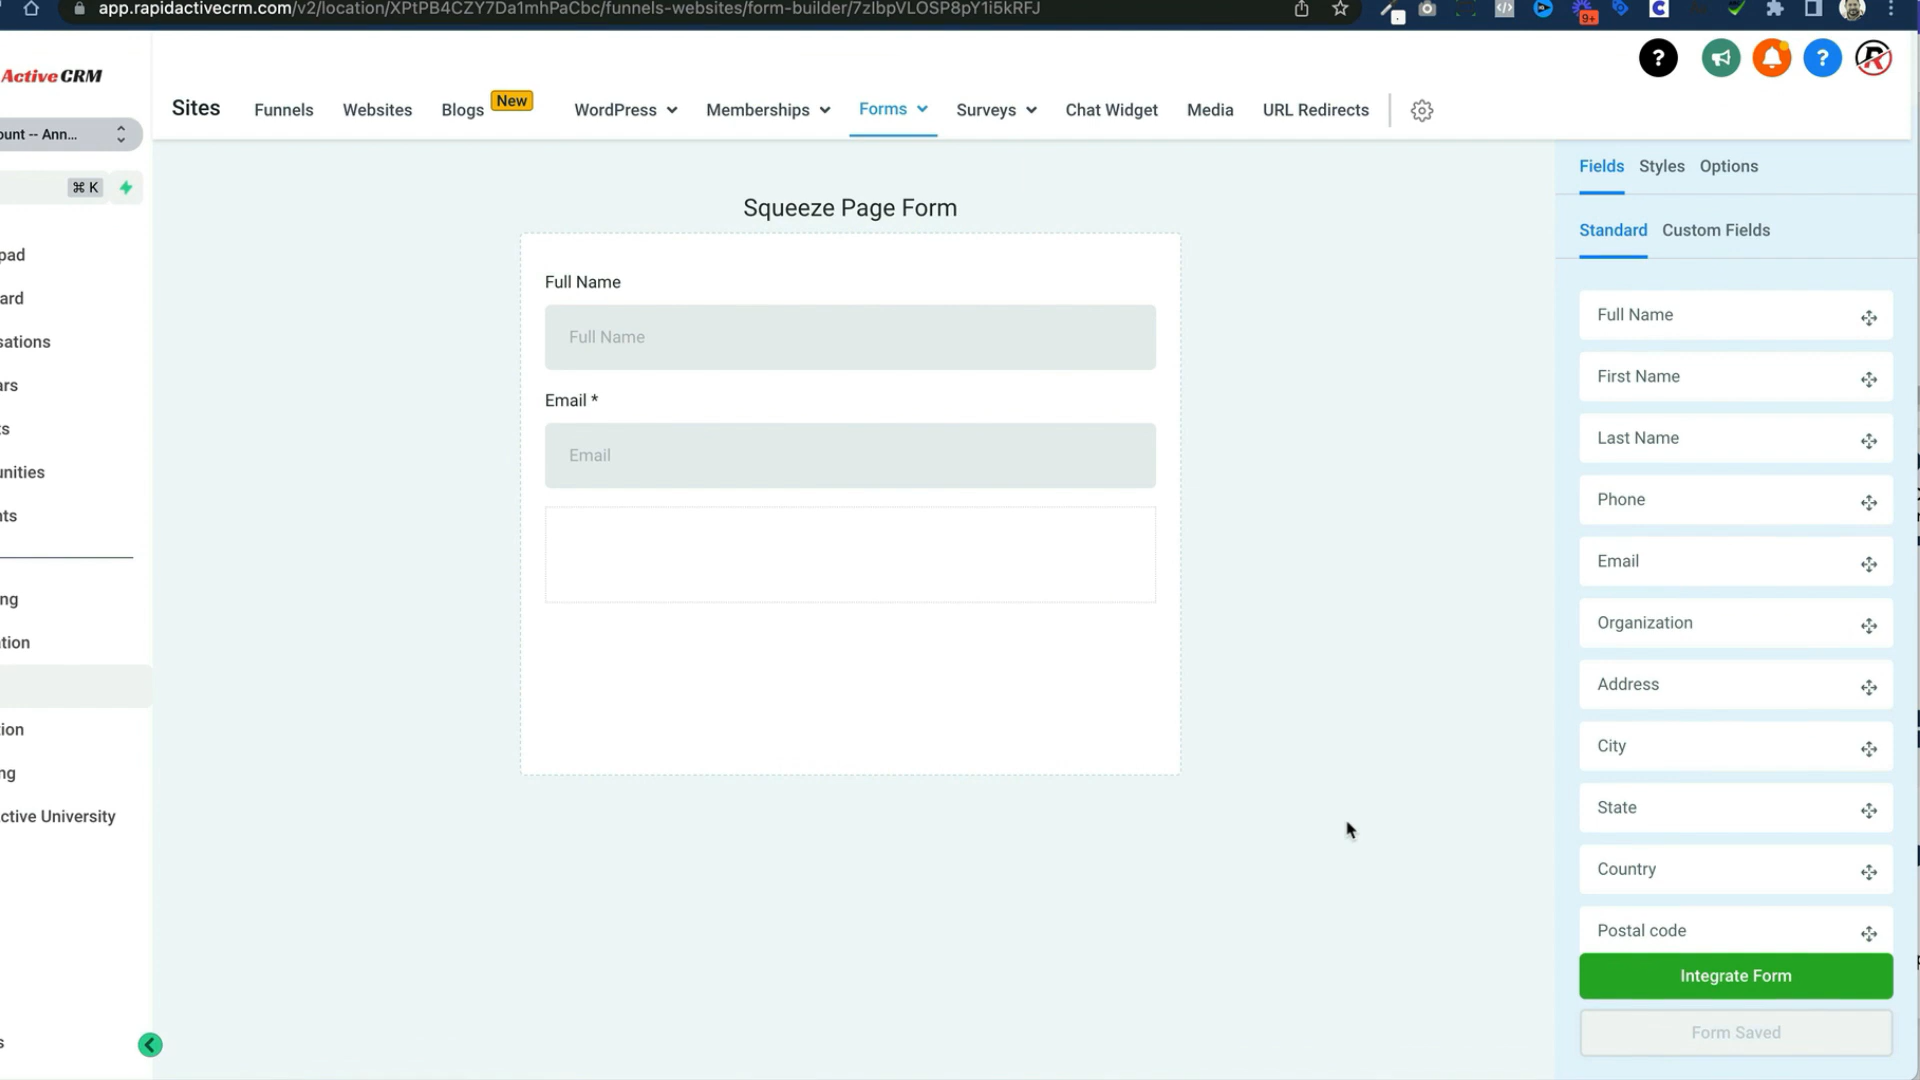 app.rapidactivecrm.com/v2/location/XPtPB4CZY7Da1mhPaCbc/funnels-websites/form-builder/7zIbpVLOSP8pY1i5kRFJ
9+
Active CRM
?
?
Sites
Funnels
Websites
Blogs
New
WordPress
Memberships
Forms
Surveys
Chat Widget
Media
URL Redirects
ount -- Ann...
⌘ K
pad
ard
sations
ars
ts
unities
nts
ng
tion
tion
ng
ctive University
s
Squeeze Page Form
Full Name
Full Name
Email *
Email
Fields
Styles
Options
Standard
Custom Fields
Full Name
First Name
Last Name
Phone
Email
Organization
Address
City
State
Country
Postal code
Integrate Form
Form Saved